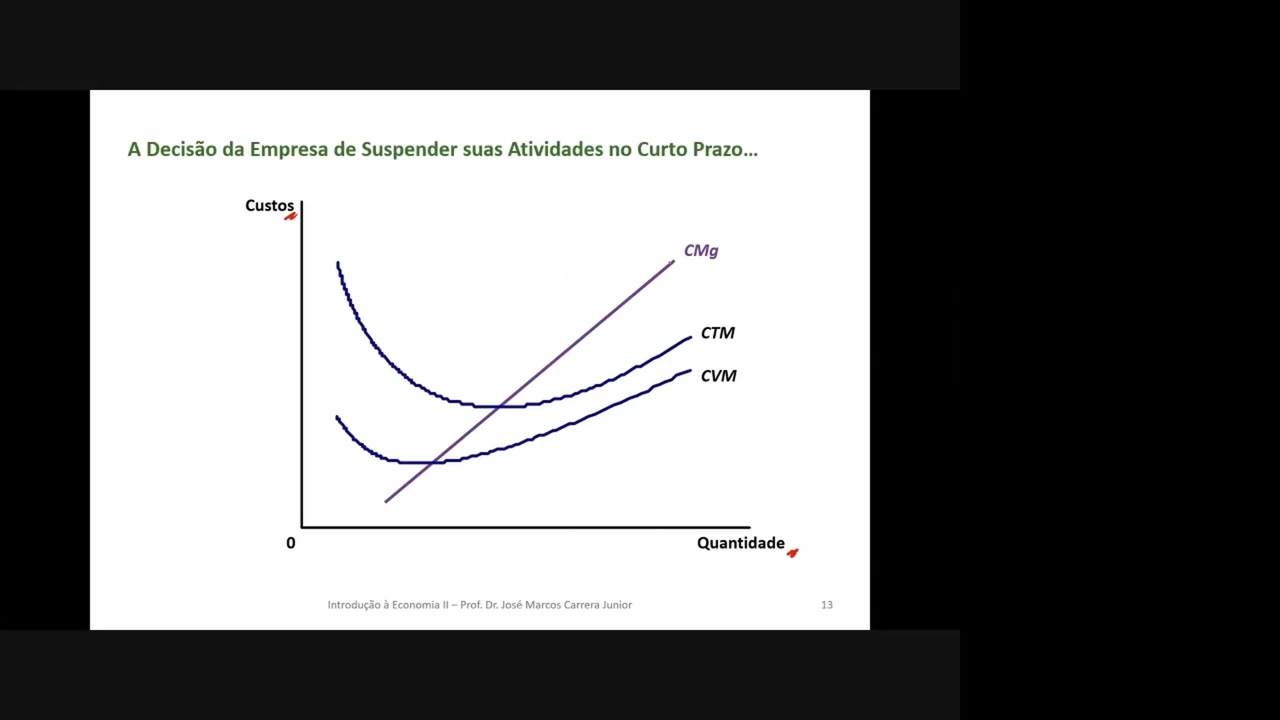 A Decisão da Empresa de Suspender suas Atividades no Curto Prazo...
Custos
CMg
CTM
CVM
0
Quantidade
Introdução à Economia II – Prof. Dr. José Marcos Carrera Junior
13